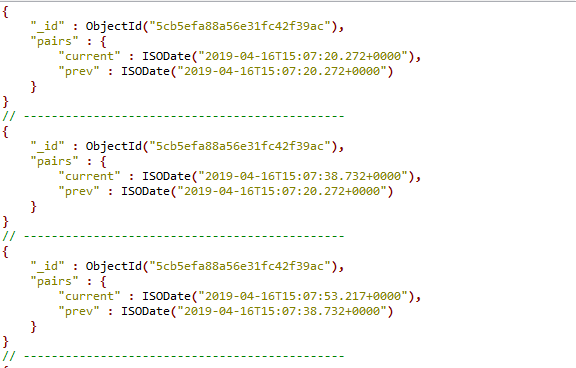 {
    "_id" : ObjectId("5cb5efa88a56e31fc42f39ac"),
    "pairs" : {
        "current" : ISODate("2019-04-16T15:07:20.272+0000"),
        "prev" : ISODate("2019-04-16T15:07:20.272+0000")
    }
}
// ----------------------------------------------
{
    "_id" : ObjectId("5cb5efa88a56e31fc42f39ac"),
    "pairs" : {
        "current" : ISODate("2019-04-16T15:07:38.732+0000"),
        "prev" : ISODate("2019-04-16T15:07:20.272+0000")
    }
}
// ----------------------------------------------
{
    "_id" : ObjectId("5cb5efa88a56e31fc42f39ac"),
    "pairs" : {
        "current" : ISODate("2019-04-16T15:07:53.217+0000"),
        "prev" : ISODate("2019-04-16T15:07:38.732+0000")
    }
}
// ----------------------------------------------